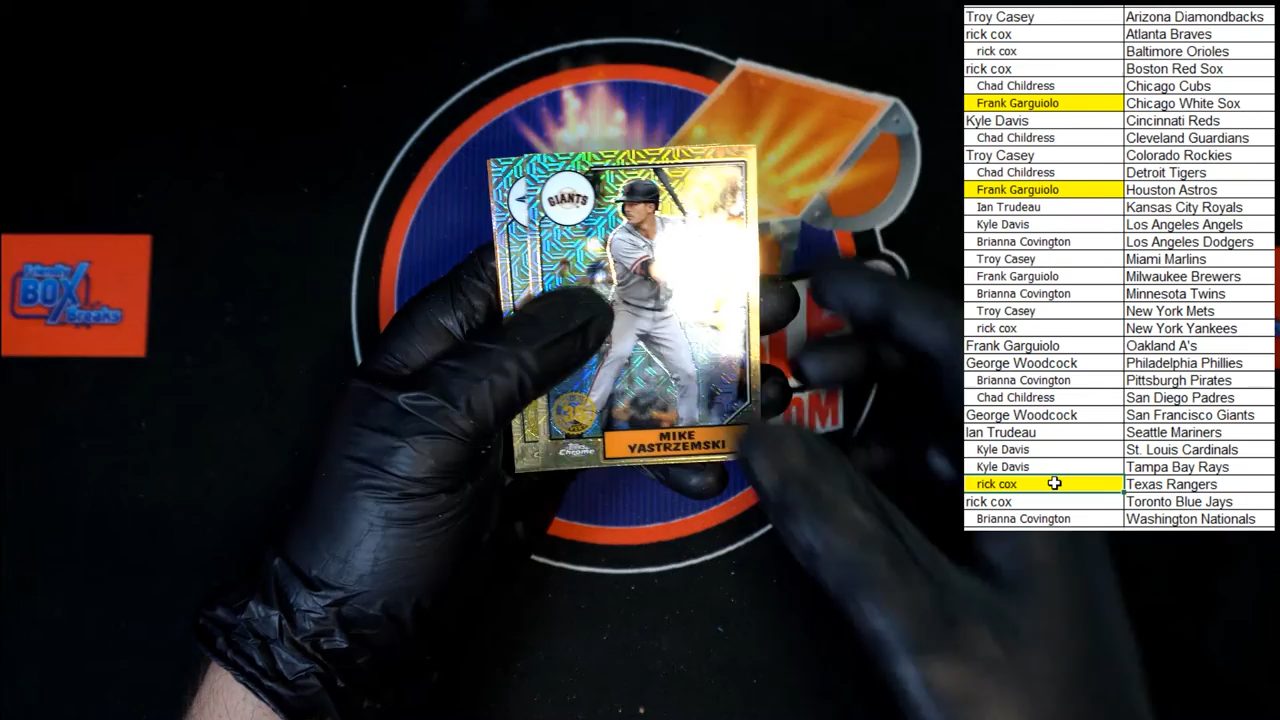 Friendly
BOX
Breaks
GIANTS
35
MIKE
YASTRZEMSKI
Topps
Chrome
.COM
Troy Casey Arizona Diamondbacks
rick cox Atlanta Braves
rick cox Baltimore Orioles
rick cox Boston Red Sox
Chad Childress Chicago Cubs
Frank Garguiolo Chicago White Sox
Kyle Davis Cincinnati Reds
Chad Childress Cleveland Guardians
Troy Casey Colorado Rockies
Chad Childress Detroit Tigers
Frank Garguiolo Houston Astros
Ian Trudeau Kansas City Royals
Kyle Davis Los Angeles Angels
Brianna Covington Los Angeles Dodgers
Troy Casey Miami Marlins
Frank Garguiolo Milwaukee Brewers
Brianna Covington Minnesota Twins
Troy Casey New York Mets
rick cox New York Yankees
Frank Garguiolo Oakland A's
George Woodcock Philadelphia Phillies
Brianna Covington Pittsburgh Pirates
Chad Childress San Diego Padres
George Woodcock San Francisco Giants
Ian Trudeau Seattle Mariners
Kyle Davis St. Louis Cardinals
Kyle Davis Tampa Bay Rays
rick cox Texas Rangers
rick cox Toronto Blue Jays
Brianna Covington Washington Nationals